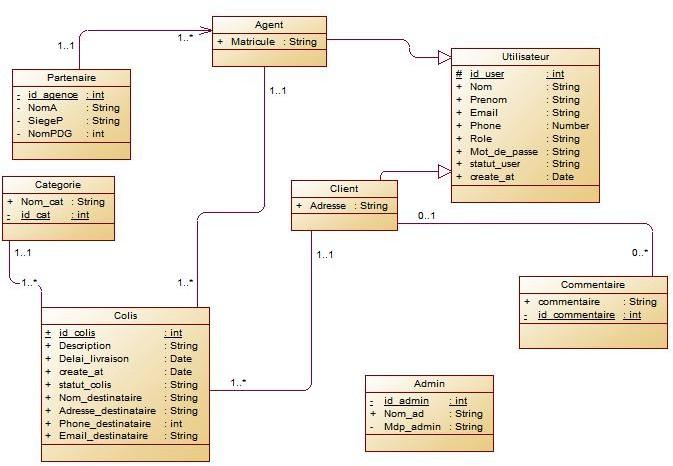 Agent
+ Matricule : String
1..1
1..*
Partenaire
- id_agence : int
- NomA : String
- SiegeP : String
- NomPDG : int
1..1
Utilisateur
# id_user : int
+ Nom : String
+ Prenom : String
+ Email : String
+ Phone : Number
+ Role : String
+ Mot_de_passe : String
+ statut_user : String
+ create_at : Date
Categorie
+ Nom_cat : String
- id_cat : int
1..1
1..*
Client
+ Adresse : String
0..1
1..1
0..*
Commentaire
+ commentaire : String
- id_commentaire : int
1..*
Colis
+ id_colis : int
+ Description : String
+ Delai_livraison : Date
+ create_at : Date
+ statut_colis : String
+ Nom_destinataire : String
+ Adresse_destinataire : String
+ Phone_destinataire : int
+ Email_destinataire : String
1..*
Admin
- id_admin : int
+ Nom_ad : String
- Mdp_admin : String